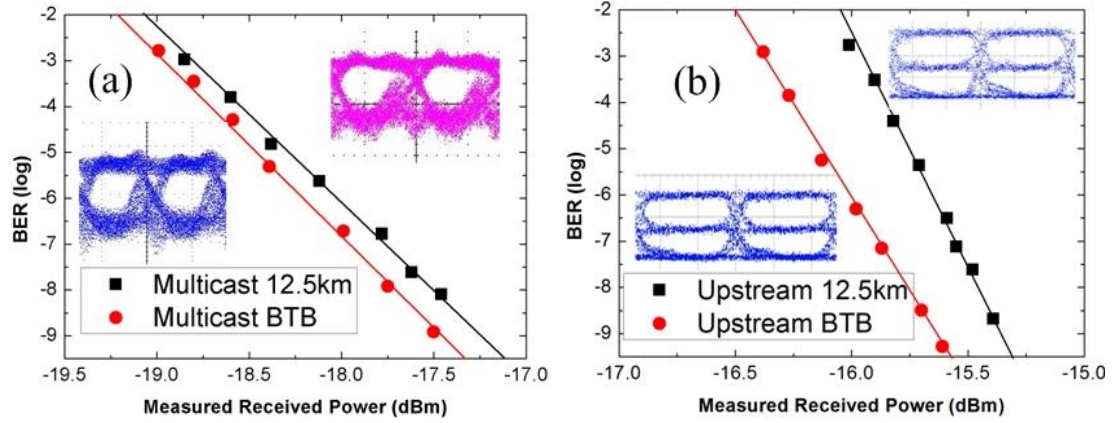 (a)
BER (log)
-2
-3
-4
-5
-6
-7
-8
-9
Multicast 12.5km
Multicast BTB
-19.5 -19.0 -18.5 -18.0 -17.5 -17.0
Measured Received Power (dBm)
(b)
BER (log)
-2
-3
-4
-5
-6
-7
-8
-9
Upstream 12.5km
Upstream BTB
-17.0 -16.5 -16.0 -15.5 -15.0
Measured Received Power (dBm)